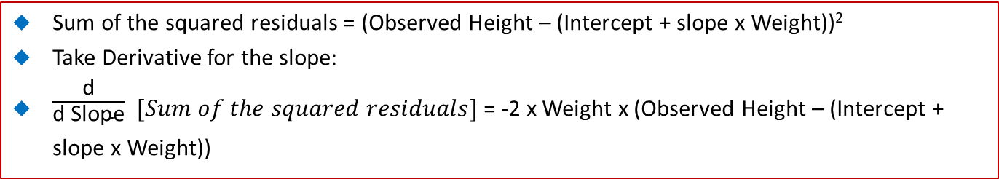 ◆ Sum of the squared residuals = (Observed Height – (Intercept + slope x Weight))²
◆ Take Derivative for the slope:
◆ d / d Slope [Sum of the squared residuals] = -2 x Weight x (Observed Height – (Intercept +
slope x Weight))